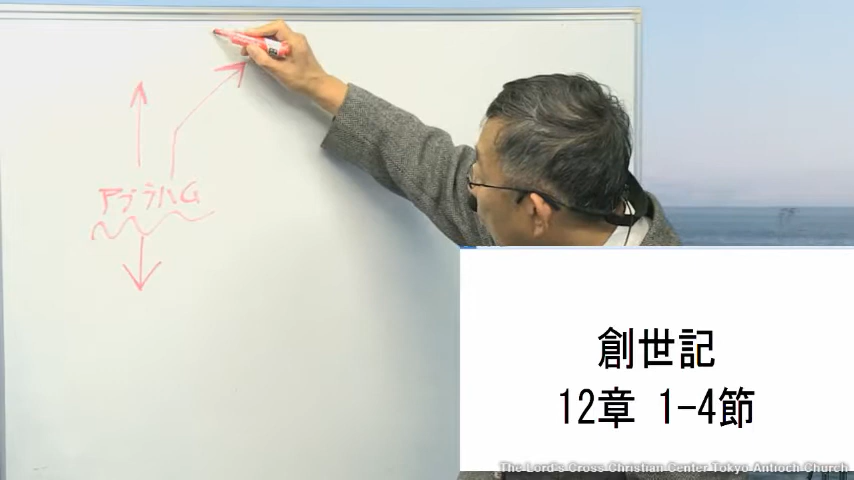 アブラハム
創世記
12章 1-4節
The Lord's Cross Christian Center Tokyo Antioch Church